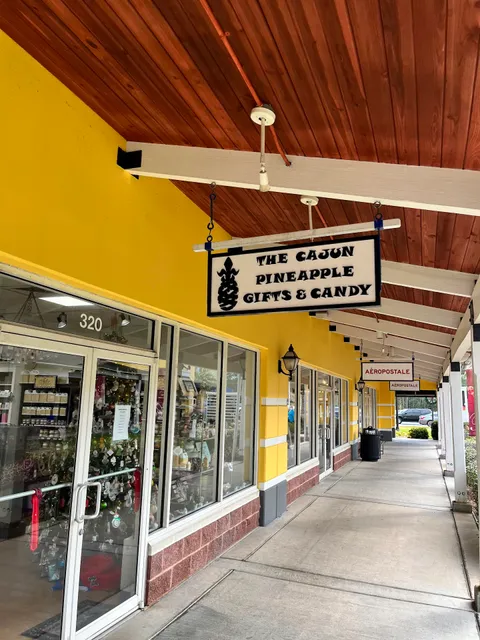 THE CAJUN
PINEAPPLE
GIFTS & CANDY
320
AÉROPOSTALE
AÉROPOSTALE